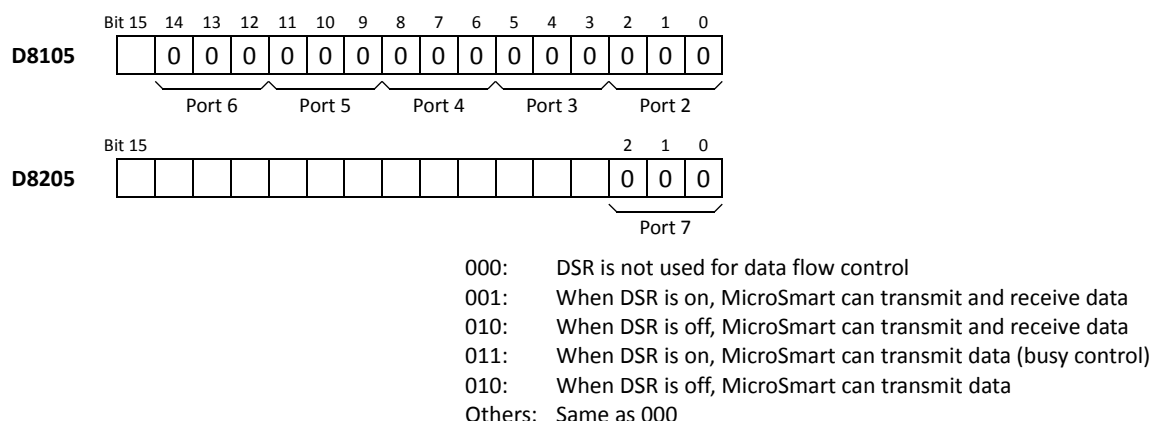 Bit 15 14 13 12 11 10 9 8 7 6 5 4 3 2 1 0
D8105 0 0 0 0 0 0 0 0 0 0 0 0 0 0 0
Port 6 Port 5 Port 4 Port 3 Port 2
Bit 15 2 1 0
D8205 0 0 0
Port 7
000: DSR is not used for data flow control
001: When DSR is on, MicroSmart can transmit and receive data
010: When DSR is off, MicroSmart can transmit and receive data
011: When DSR is on, MicroSmart can transmit data (busy control)
010: When DSR is off, MicroSmart can transmit data
Others: Same as 000